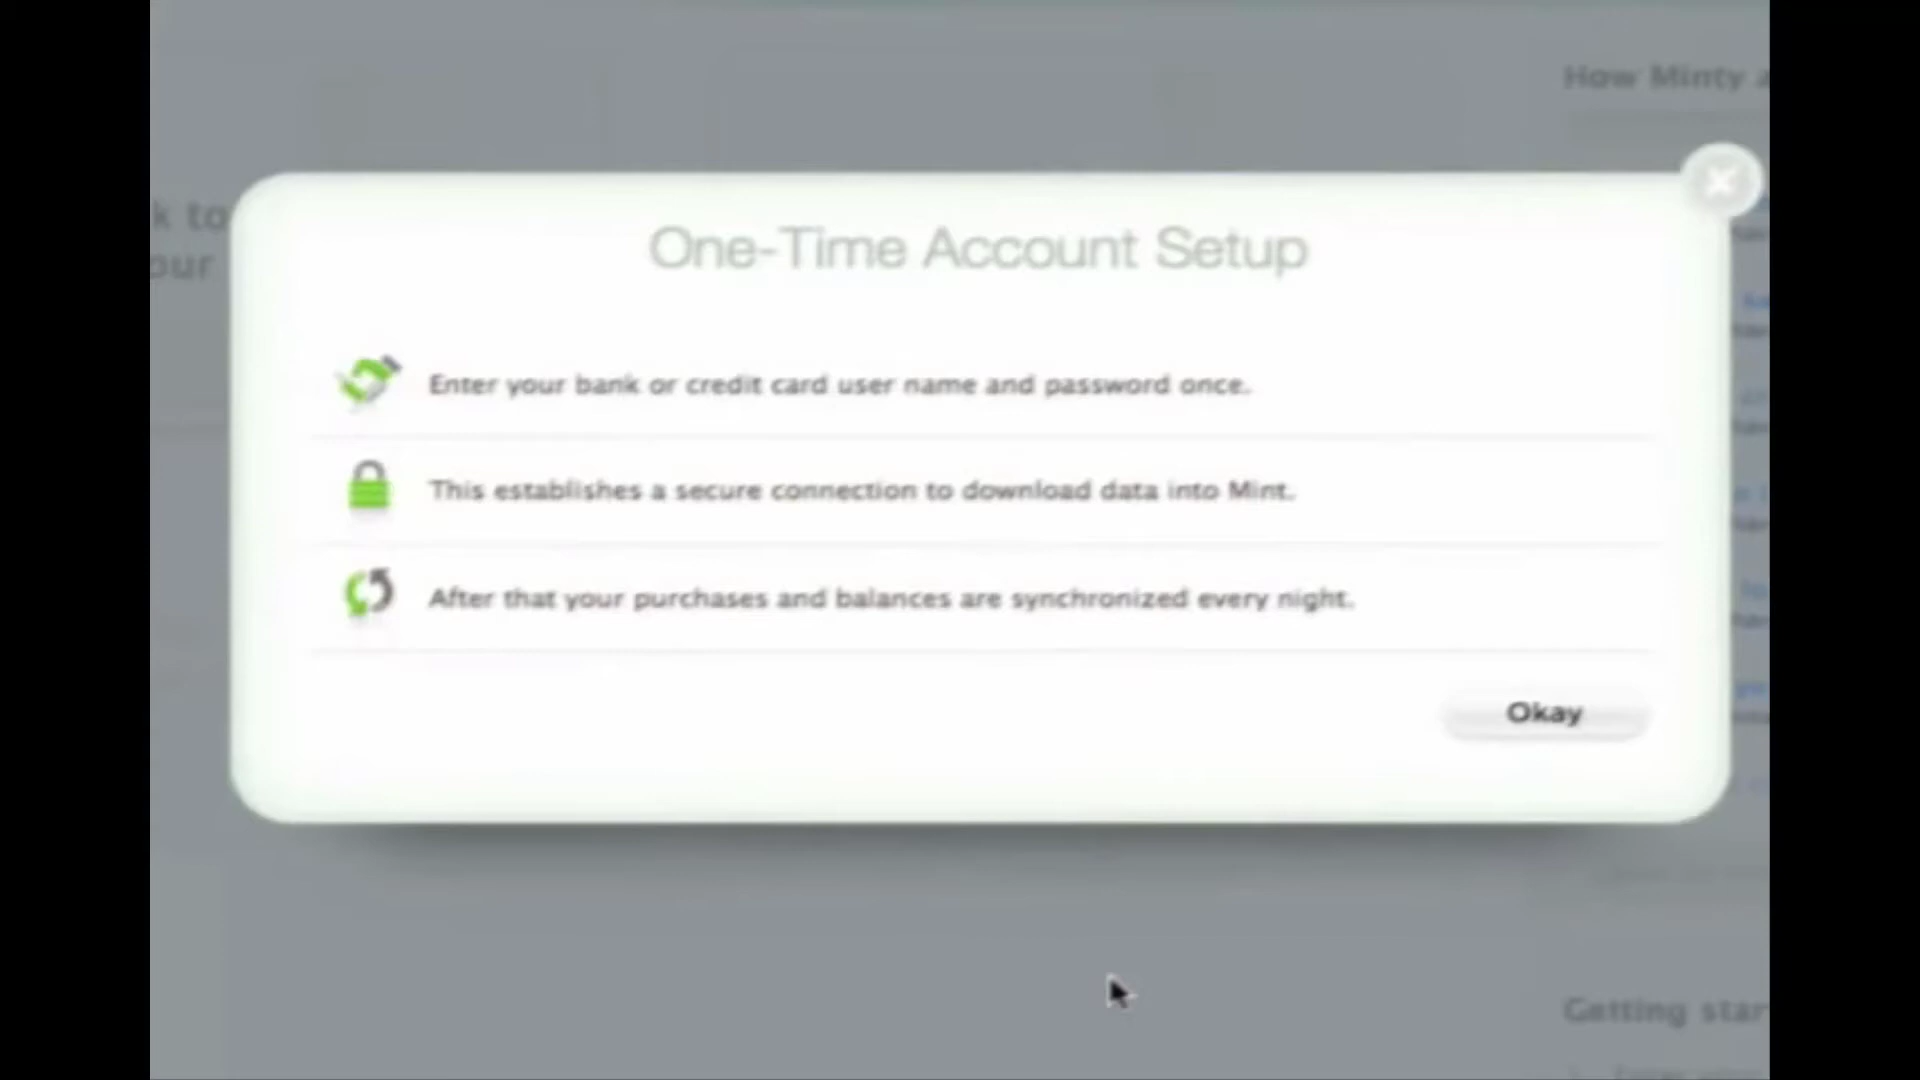 How Minty
k to
our
One-Time Account Setup
Enter your bank or credit card user name and password once.
This establishes a secure connection to download data into Mint.
After that your purchases and balances are synchronized every night.
Okay
Getting star